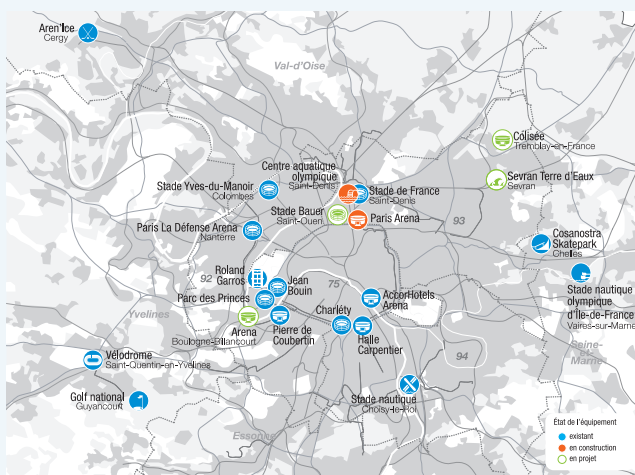 Aren'Ice
Cergy
Val-d'Oise
Colisée
Tremblay-en-France
Centre aquatique
olympique
Saint-Denis
Sevran Terre d'Eaux
Sevran
Stade Yves-du-Manoir
Colombes
Stade de France
Saint-Denis
Stade Bauer
Saint-Ouen
Paris Arena
93
Paris La Défense Arena
Nanterre
Cosanostra
Skatepark
Chelles
92
Roland
Garros
Jean
Bouin
75
Stade nautique
olympique
d'Île-de-France
Vaires-sur-Marne
Parc des Princes
AccorHotels
Arena
Yvelines
Arena
Boulogne-Billancourt
Pierre de
Coubertin
Charléty
Halle
Carpentier
Seine-
et-
Marne
94
Vélodrome
Saint-Quentin-en-Yvelines
Golf national
Guyancourt
Stade nautique
Choisy-le-Roi
Essonne
État de l'équipement
existant
en construction
en projet